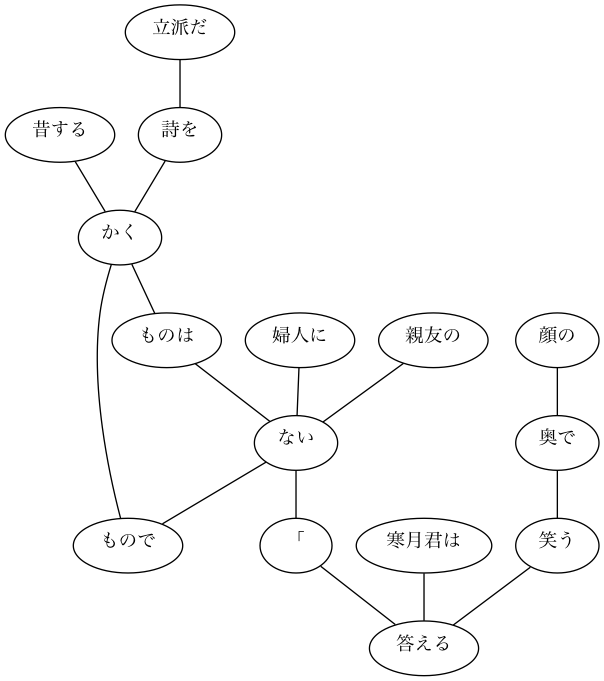 立派だ
昔する
詩を
かく
ものは
婦人に
親友の
顔の
ない
奥で
もので
「
寒月君は
笑う
答える